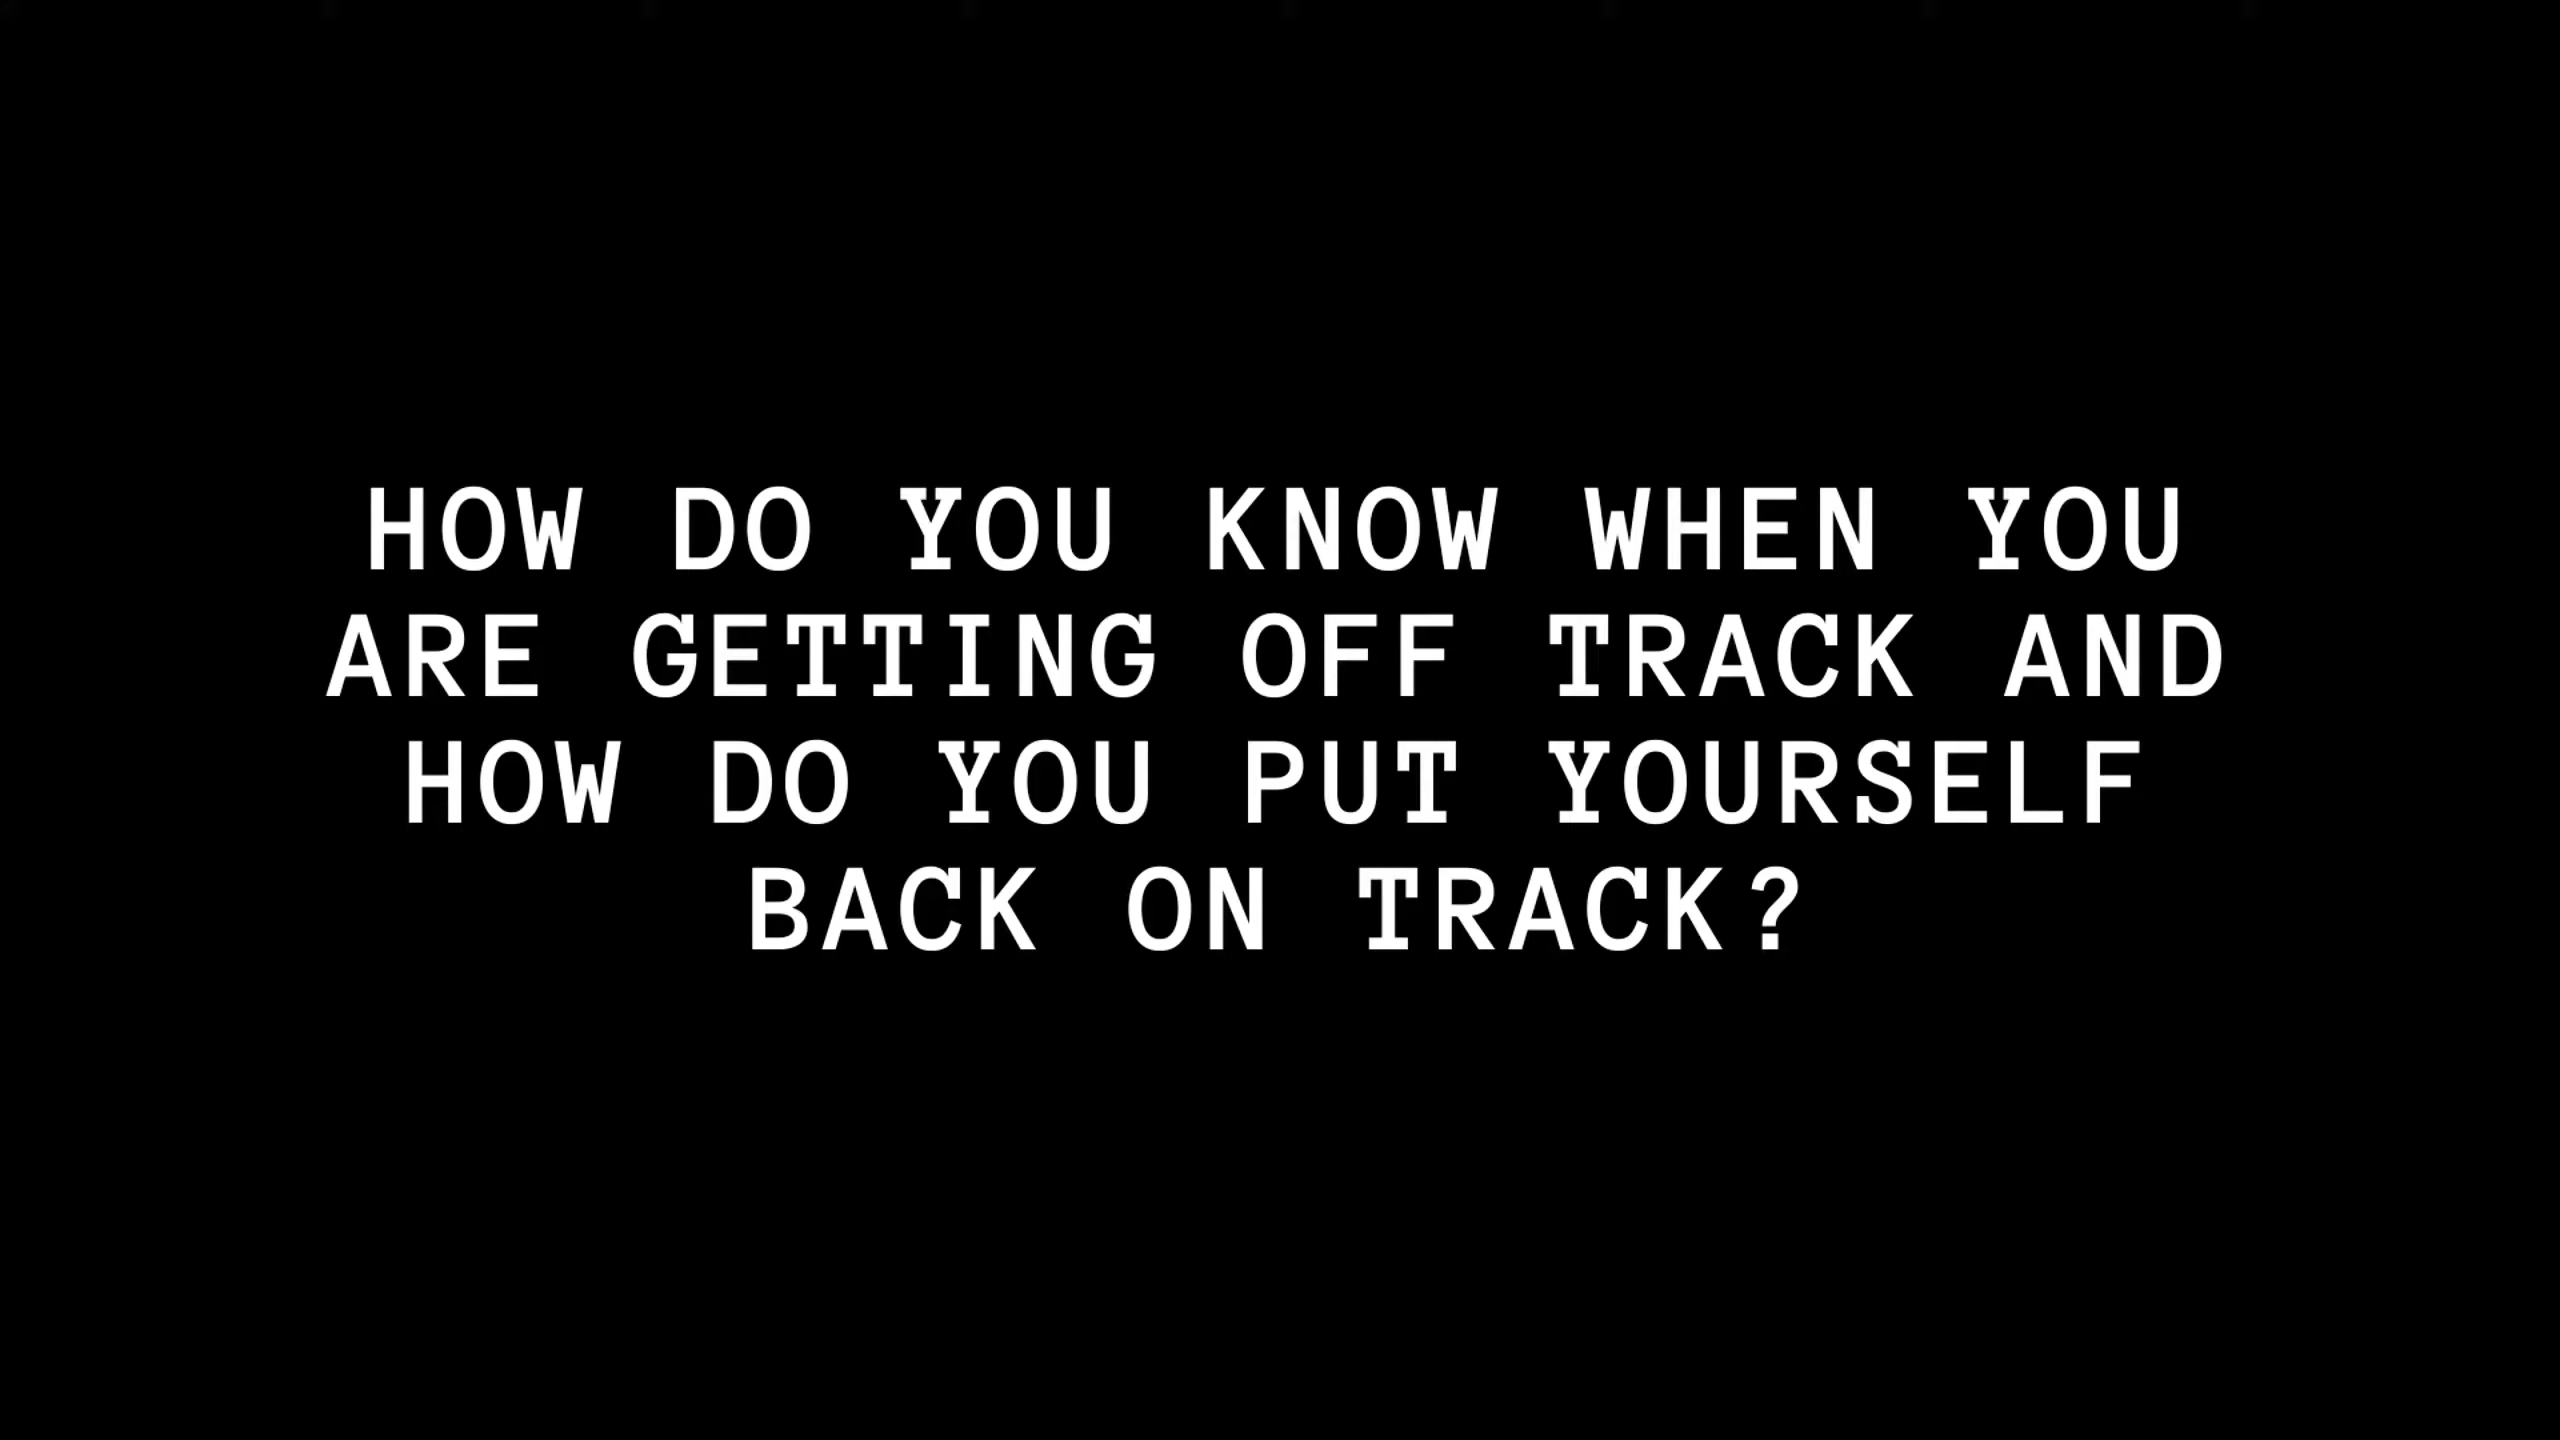 HOW DO YOU KNOW WHEN YOU
ARE GETTING OFF TRACK AND
HOW DO YOU PUT YOURSELF
BACK ON TRACK?